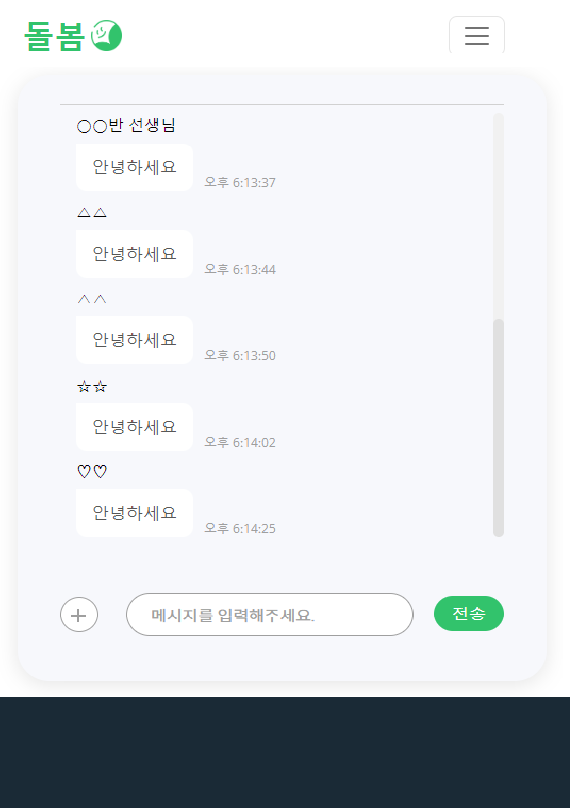 돌봄
○○반 선생님
안녕하세요
오후 6:13:37
△△
안녕하세요
오후 6:13:44
^^
안녕하세요
오후 6:13:50
☆☆
안녕하세요
오후 6:14:02
♡♡
안녕하세요
오후 6:14:25
메시지를 입력해주세요.
전송